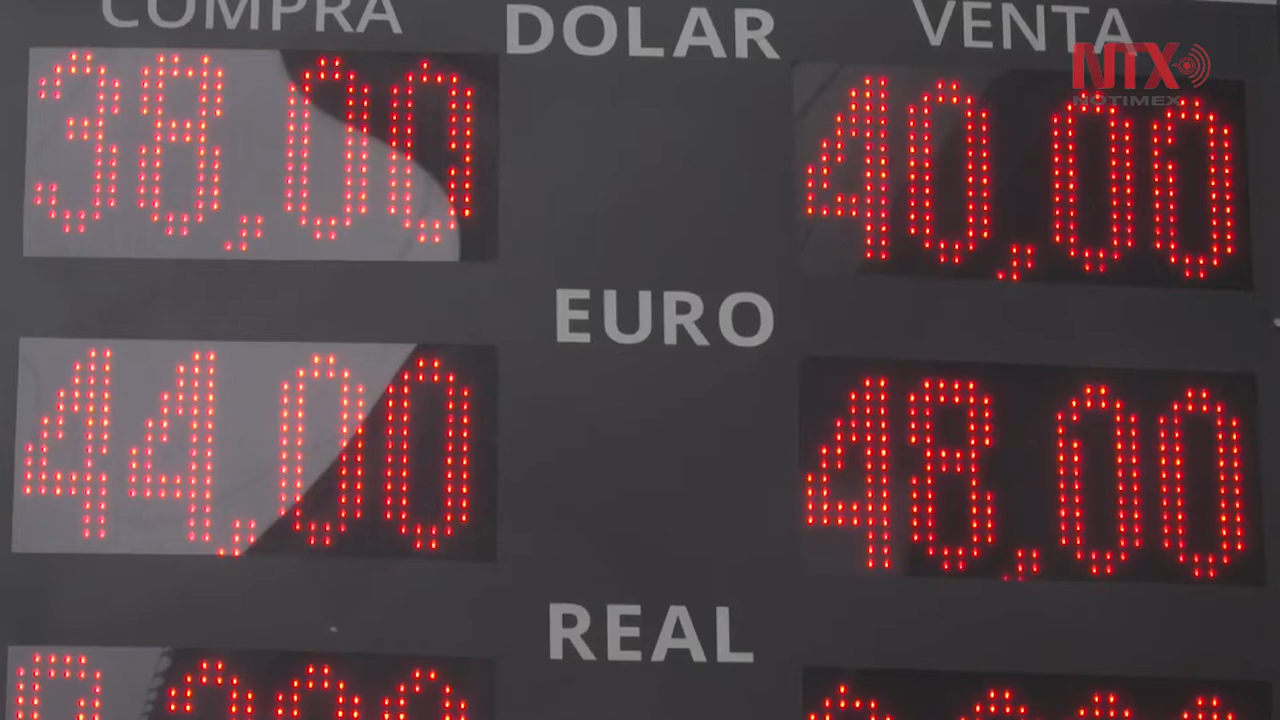 COMPRA DOLAR VENTA
NTX
NOTIMEX
38.00 40.00
EURO
44.00 48.00
REAL